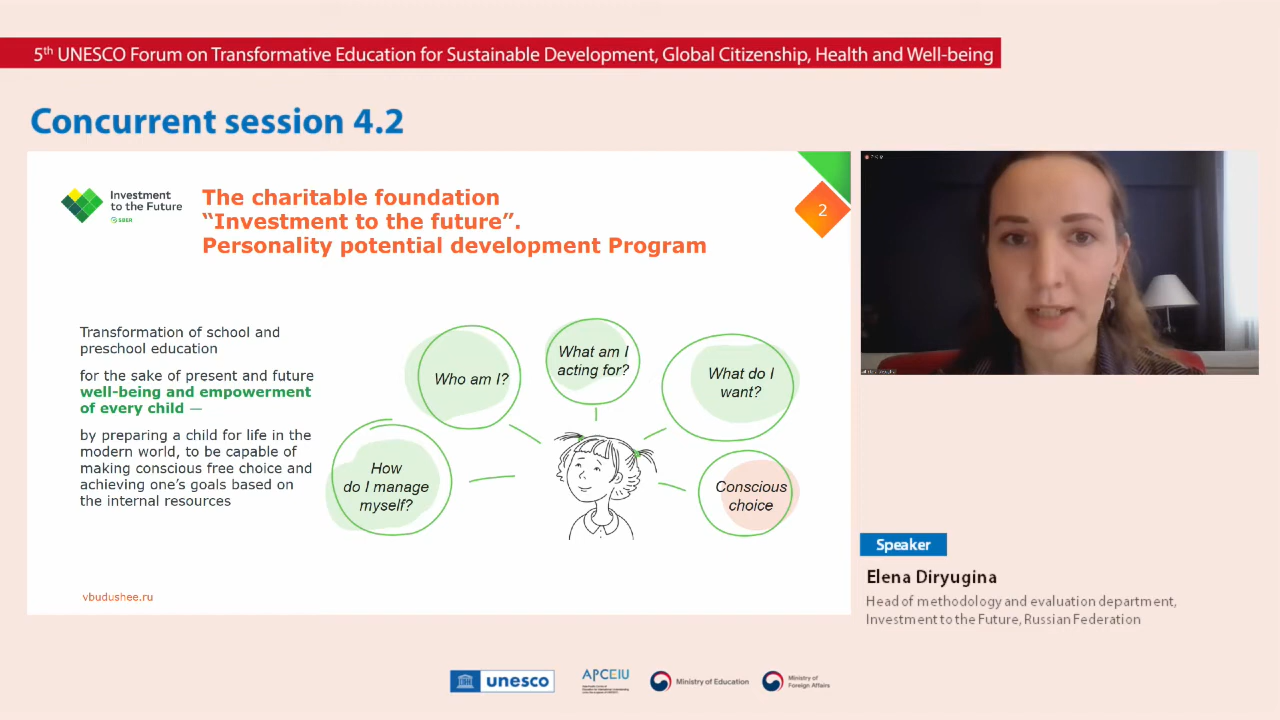 5th UNESCO Forum on Transformative Education for Sustainable Development, Global Citizenship, Health and Well-being
Concurrent session 4.2
Investment
to the Future
SBER
The charitable foundation
“Investment to the future”.
Personality potential development Program
2
Transformation of school and
preschool education
for the sake of present and future
well-being and empowerment
of every child —
by preparing a child for life in the
modern world, to be capable of
making conscious free choice and
achieving one’s goals based on
the internal resources
Who am I?
What am I
acting for?
What do I
want?
How
do I manage
myself?
Conscious
choice
vbudushee.ru
Speaker
Elena Diryugina
Head of methodology and evaluation department,
Investment to the Future, Russian Federation
unesco
APCEIU
Ministry of Education
Ministry of
Foreign Affairs